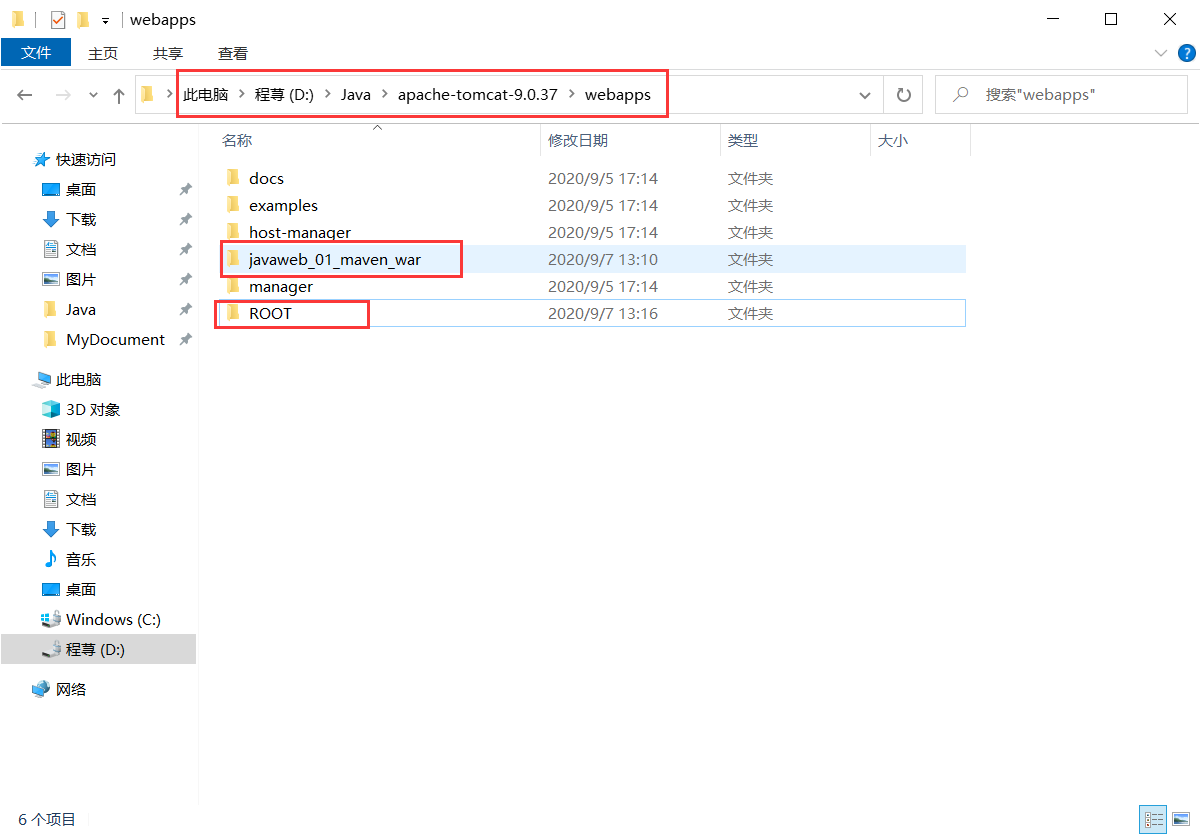 webapps
文件 主页 共享 查看
此电脑 程荨 (D:) Java apache-tomcat-9.0.37 webapps 搜索"webapps"
名称 修改日期 类型 大小
快速访问
桌面
下载
文档
图片
Java
MyDocument
此电脑
3D 对象
视频
图片
文档
下载
音乐
桌面
Windows (C:)
程荨 (D:)
网络
docs 2020/9/5 17:14 文件夹
examples 2020/9/5 17:14 文件夹
host-manager 2020/9/5 17:14 文件夹
javaweb_01_maven_war 2020/9/7 13:10 文件夹
manager 2020/9/5 17:14 文件夹
ROOT 2020/9/7 13:16 文件夹
6 个项目